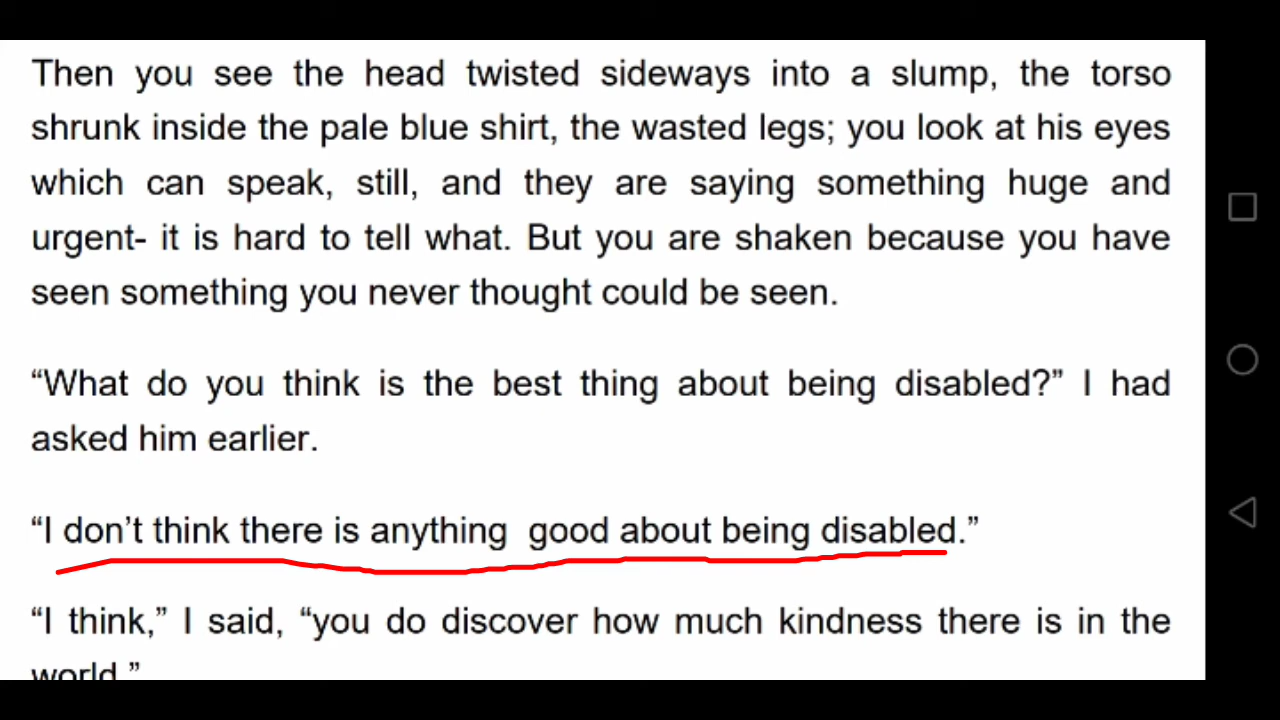 Then you see the head twisted sideways into a slump, the torso
shrunk inside the pale blue shirt, the wasted legs; you look at his eyes
which can speak, still, and they are saying something huge and
urgent- it is hard to tell what. But you are shaken because you have
seen something you never thought could be seen.
“What do you think is the best thing about being disabled?” I had
asked him earlier.
“I don’t think there is anything  good about being disabled.”
“I think,” I said, “you do discover how much kindness there is in the
world.”